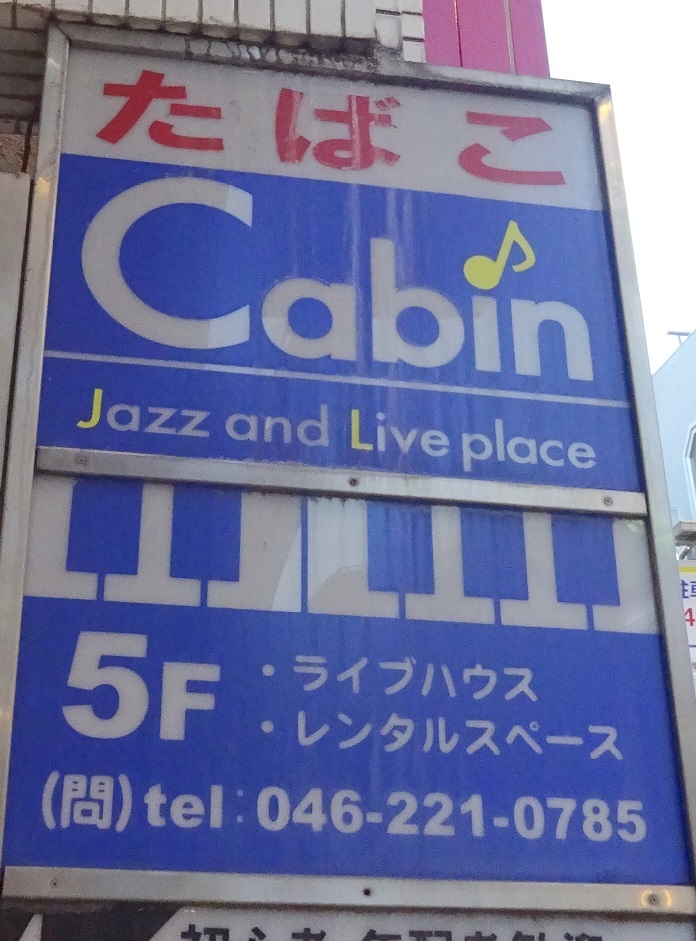 たばこ
Cabin
Jazz and Live place
5F
・ライブハウス
・レンタルスペース
(問)tel:046-221-0785